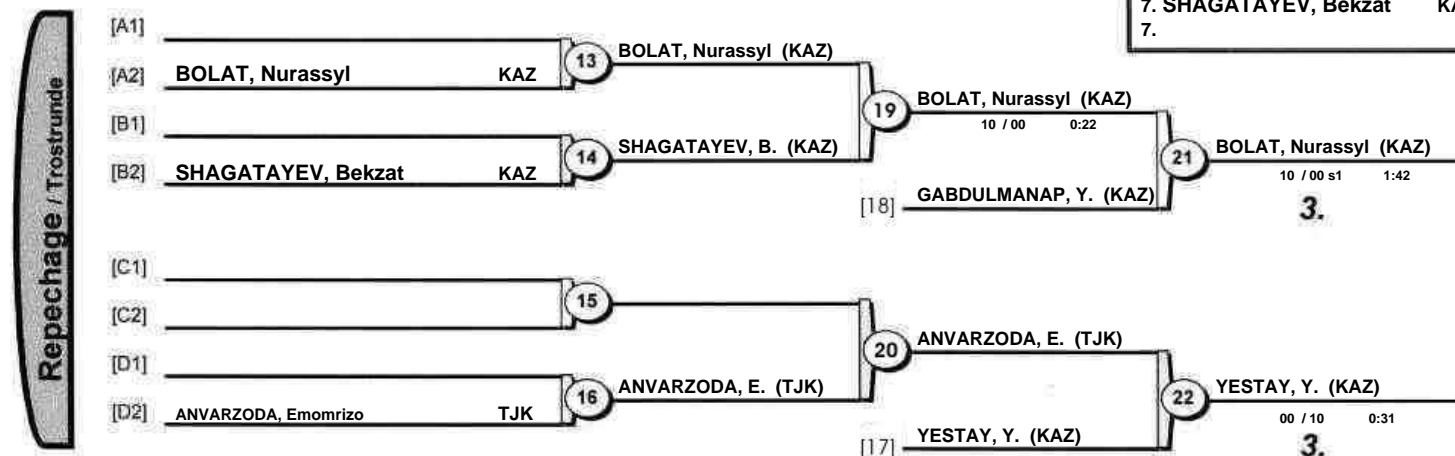 7. SHAGATAYEV, Bekzat
7.
Repechage / Trostrunde
[A1]
[A2] BOLAT, Nurassyl KAZ
[B1]
[B2] SHAGATAYEV, Bekzat KAZ
13 BOLAT, Nurassyl (KAZ)
14 SHAGATAYEV, B. (KAZ)
19 BOLAT, Nurassyl (KAZ)
10 / 00 0:22
[18] GABDULMANAP, Y. (KAZ)
21 BOLAT, Nurassyl (KAZ)
10 / 00 s1 1:42
3.
[C1]
[C2]
[D1]
[D2] ANVARZODA, Emomrizo TJK
15
16 ANVARZODA, E. (TJK)
20 ANVARZODA, E. (TJK)
[17] YESTAY, Y. (KAZ)
22 YESTAY, Y. (KAZ)
00 / 10 0:31
3.